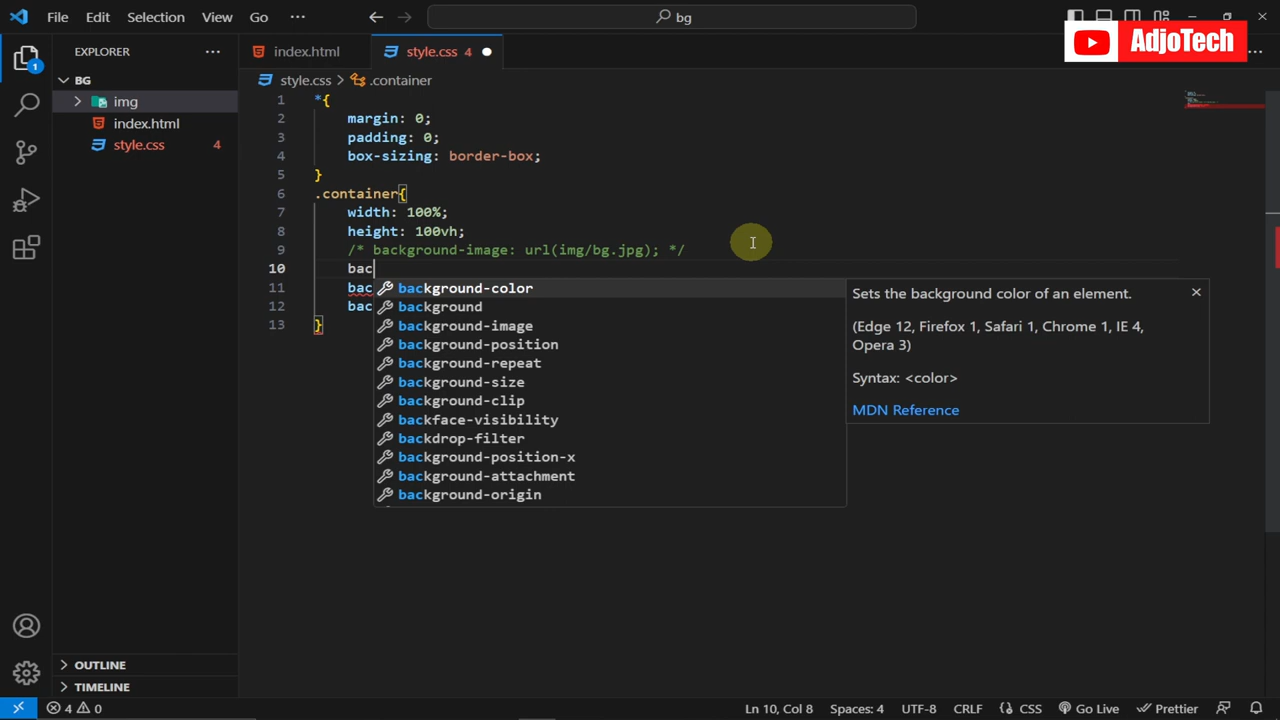 File Edit Selection View Go ··· bg
AdjoTech
EXPLORER ···
index.html
style.css 4
BG
style.css > .container
img
index.html
style.css 4
1 *{
2 margin: 0;
3 padding: 0;
4 box-sizing: border-box;
5 }
6 .container{
7 width: 100%;
8 height: 100vh;
9 /* background-image: url(img/bg.jpg); */
10 bac
11 bac
12 bac
13 }
background-color
background
background-image
background-position
background-repeat
background-size
background-clip
backface-visibility
backdrop-filter
background-position-x
background-attachment
background-origin
Sets the background color of an element.
(Edge 12, Firefox 1, Safari 1, Chrome 1, IE 4,
Opera 3)
Syntax: <color>
MDN Reference
1
OUTLINE
TIMELINE
4 0 Ln 10, Col 8 Spaces: 4 UTF-8 CRLF {} CSS Go Live Prettier